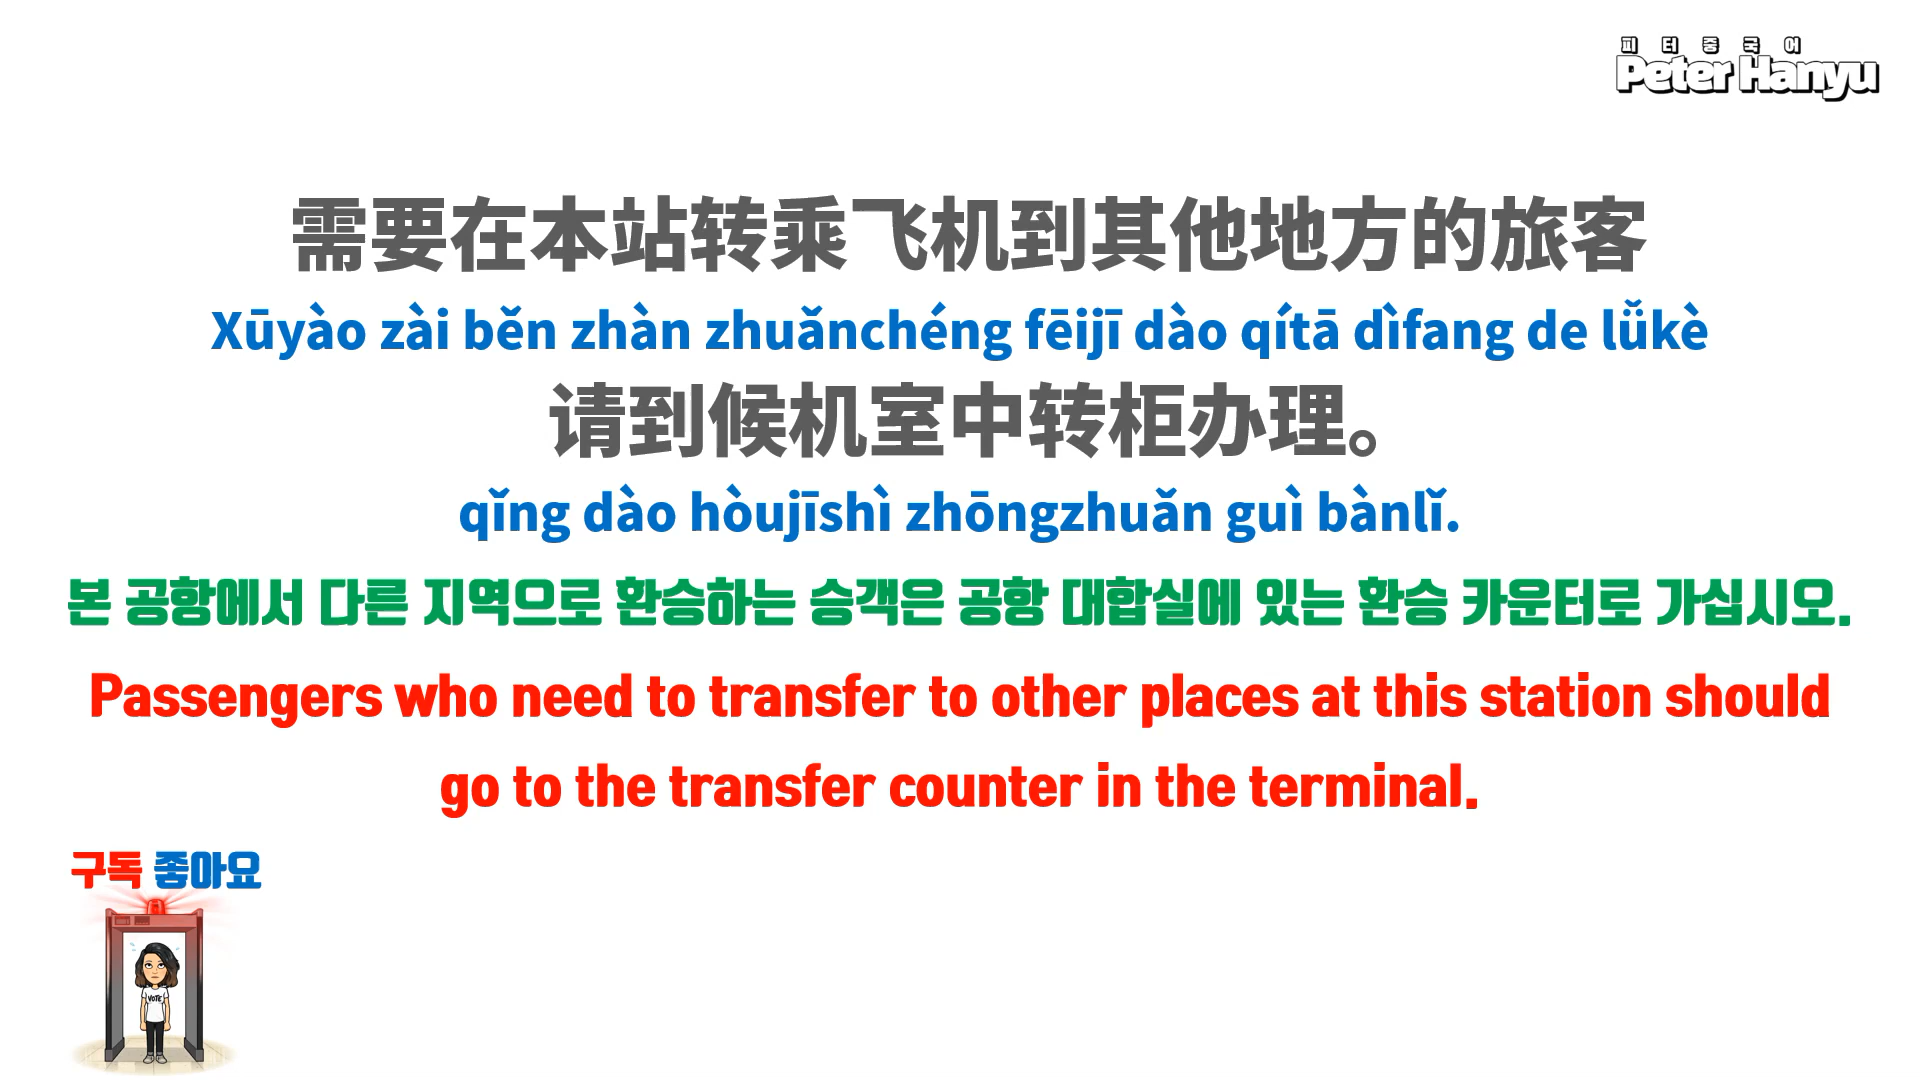 피터중국어
Peter Hanyu
需要在本站转乘飞机到其他地方的旅客
Xūyào zài běn zhàn zhuǎnchéng fēijī dào qítā dìfang de lǚkè
请到候机室中转柜办理。
qǐng dào hòujīshì zhōngzhuǎn guì bànlǐ.
본 공항에서 다른 지역으로 환승하는 승객은 공항 대합실에 있는 환승 카운터로 가십시오.
Passengers who need to transfer to other places at this station should
go to the transfer counter in the terminal.
구독 좋아요
VOTE